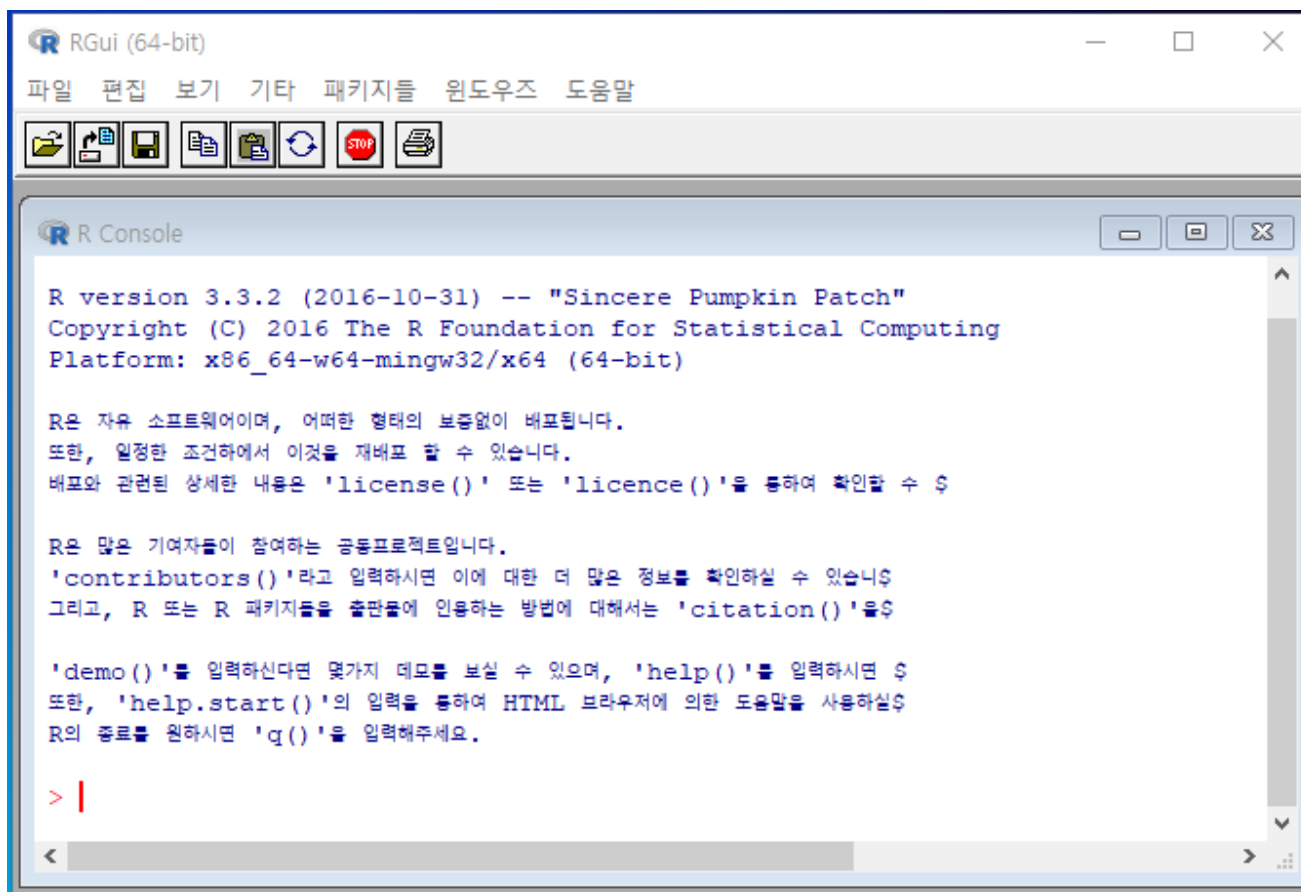 RGui (64-bit)
파일 편집 보기 기타 패키지들 윈도우즈 도움말
STOP
R Console
R version 3.3.2 (2016-10-31) -- "Sincere Pumpkin Patch"
Copyright (C) 2016 The R Foundation for Statistical Computing
Platform: x86_64-w64-mingw32/x64 (64-bit)
R은 자유 소프트웨어이며, 어떠한 형태의 보증없이 배포됩니다.
또한, 일정한 조건하에서 이것을 재배포 할 수 있습니다.
배포와 관련된 상세한 내용은 'license()' 또는 'licence()'을 통하여 확인할 수 $
R은 많은 기여자들이 참여하는 공동프로젝트입니다.
'contributors()'라고 입력하시면 이에 대한 더 많은 정보를 확인하실 수 있습니$
그리고, R 또는 R 패키지들을 출판물에 인용하는 방법에 대해서는 'citation()'을$
'demo()'를 입력하신다면 몇가지 데모를 보실 수 있으며, 'help()'를 입력하시면 $
또한, 'help.start()'의 입력을 통하여 HTML 브라우저에 의한 도움말을 사용하실$
R의 종료를 원하시면 'q()'을 입력해주세요.
>